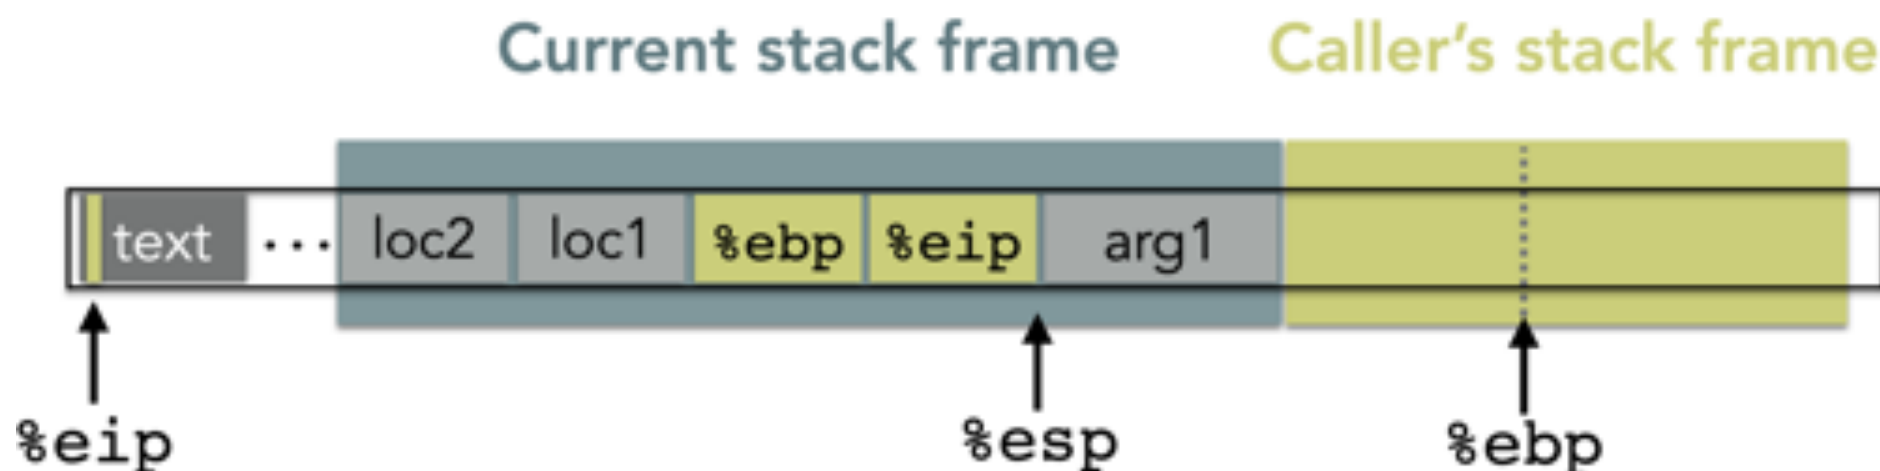 Current stack frame Caller's stack frame
text ... loc2 loc1 %ebp %eip arg1
%eip %esp %ebp